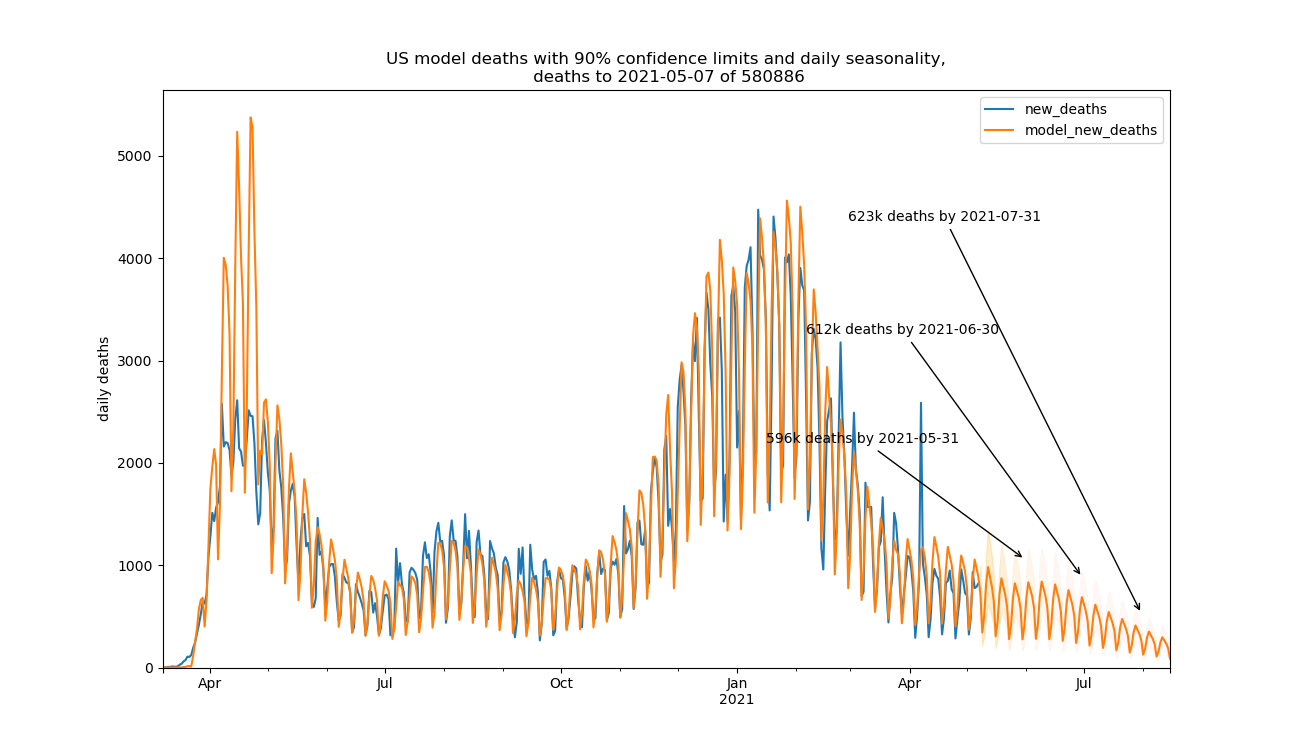 US model deaths with 90% confidence limits and daily seasonality,
deaths to 2021-05-07 of 580886
new_deaths
model_new_deaths
5000
4000
3000
2000
1000
0
daily deaths
623k deaths by 2021-07-31
612k deaths by 2021-06-30
596k deaths by 2021-05-31
Apr Jul Oct Jan Apr Jul
2021